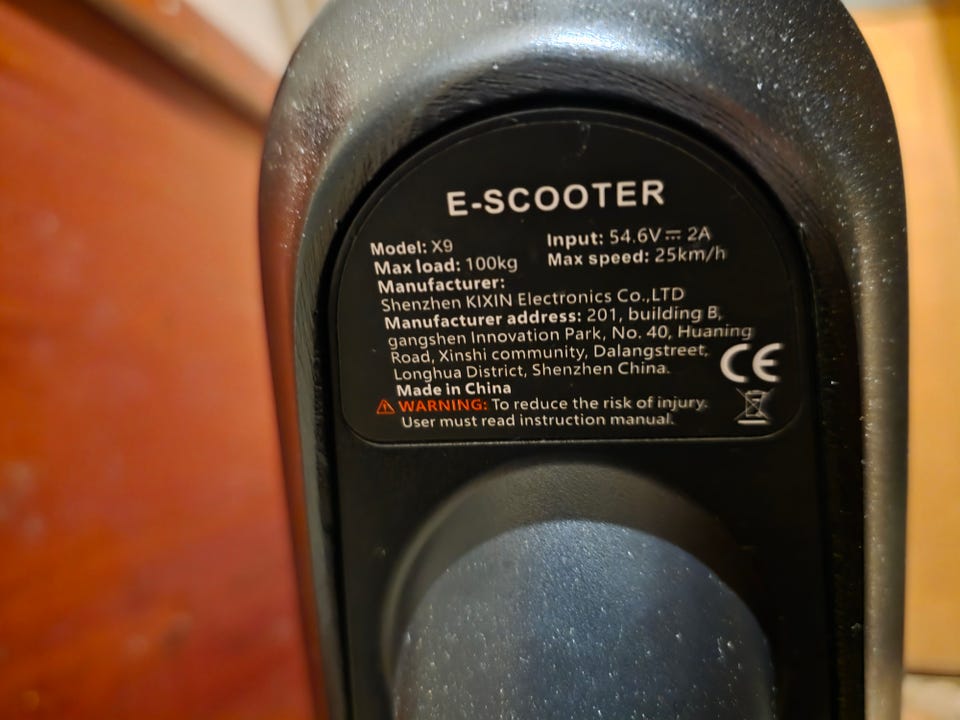 E-SCOOTER
Model: X9 Input: 54.6V⎓2A
Max load: 100kg Max speed: 25km/h
Manufacturer:
Shenzhen KIXIN Electronics Co.,LTD
Manufacturer address: 201, building B,
gangshen Innovation Park, No. 40, Huaning
Road, Xinshi community, Dalangstreet,
Longhua District, Shenzhen China.
CE
Made in China
WARNING: To reduce the risk of injury.
User must read instruction manual.